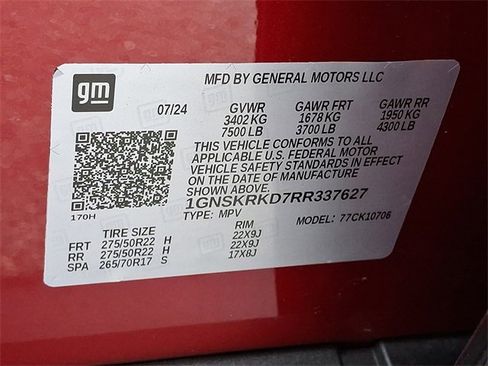 gm
MFD BY GENERAL MOTORS LLC
07/24 GVWR GAWR FRT GAWR RR
3402 KG 1678 KG 1950 KG
7500 LB 3700 LB 4300 LB
THIS VEHICLE CONFORMS TO ALL
APPLICABLE U.S. FEDERAL MOTOR
VEHICLE SAFETY STANDARDS IN EFFECT
ON THE DATE OF MANUFACTURE
SHOWN ABOVE.
1GNSKRKD7RR337627
170H TYPE: MPV MODEL: 77CK10706
TIRE SIZE RIM
FRT 275/50R22 H 22X9J
RR 275/50R22 H 22X9J
SPA 265/70R17 S 17X8J